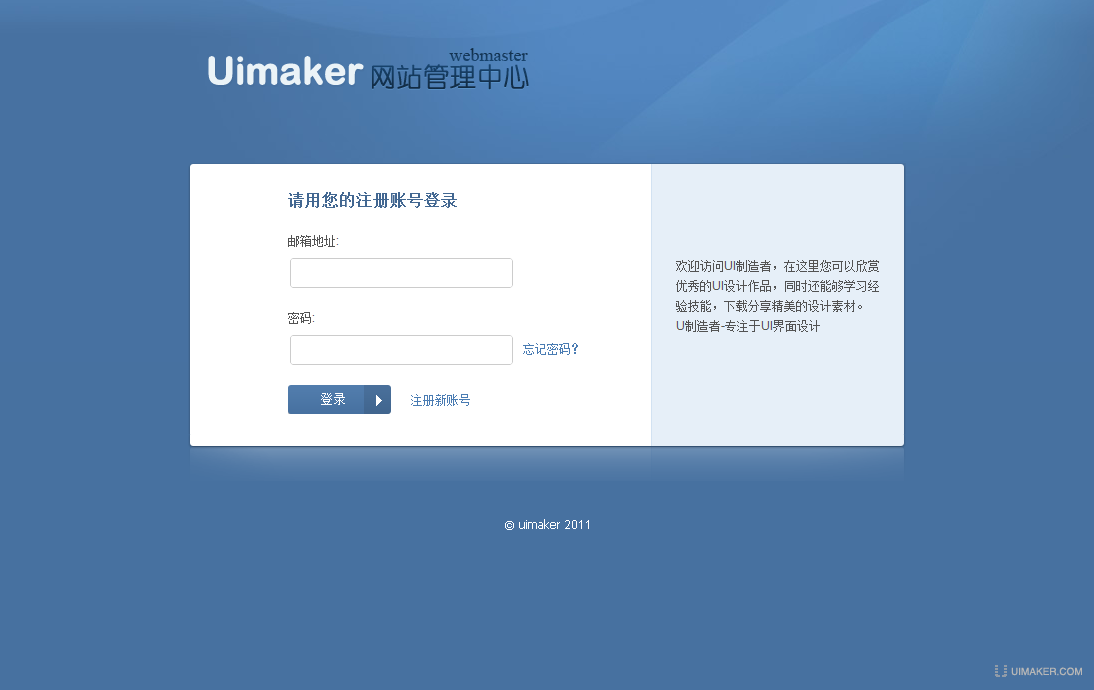 webmaster
Uimaker 网站管理中心
请用您的注册账号登录
邮箱地址:
密码:
忘记密码?
登录 注册新账号
欢迎访问UI制造者，在这里您可以欣赏
优秀的UI设计作品，同时还能够学习经
验技能，下载分享精美的设计素材。
U制造者-专注于UI界面设计
© uimaker 2011
UIMAKER.COM